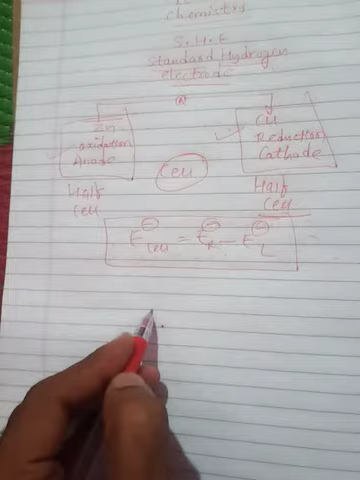 Chemistry
S.H.E
Standard Hydrogen
electrode
Zn
oxidation
Anode
Cu
Reduction
Cathode
Cell
Half
Cell
Half
Cell
E⊖cell = E⊖R - E⊖L